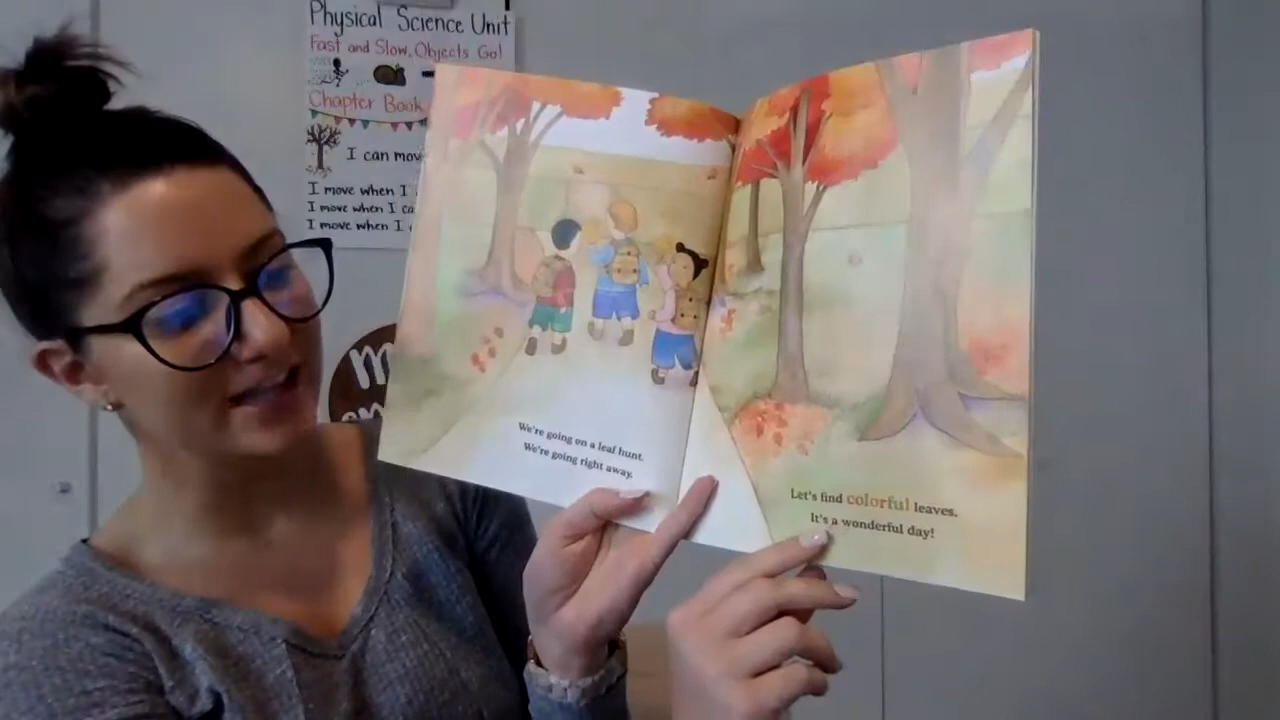 Physical Science Unit
Fast and Slow, Objects Go!
Chapter Book
I can mov
I move when I
I move when I ca
I move when I
We're going on a leaf hunt.
We're going right away.
Let's find colorful leaves.
It's a wonderful day!